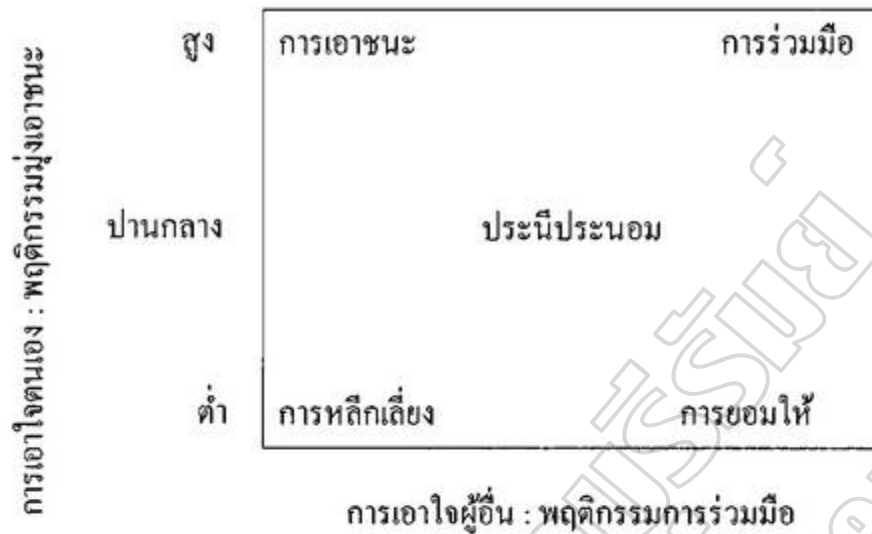 สูง การเอาชนะ การร่วมมือ
การเอาใจตนเอง : พฤติกรรมมุ่งเอาชนะ
ปานกลาง ประนีประนอม
ต่ำ การหลีกเลี่ยง การยอมให้
การเอาใจผู้อื่น : พฤติกรรมการร่วมมือ